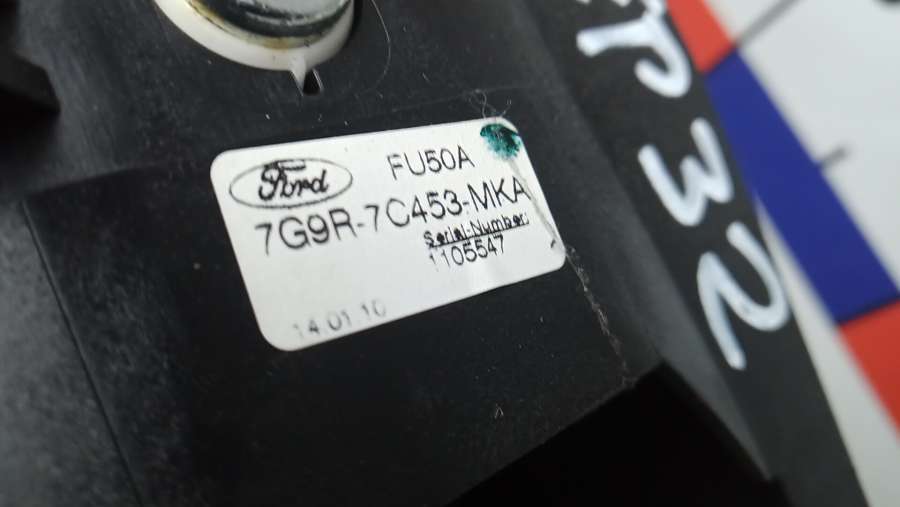 Ford
FU50A
7G9R-7C453-MKA
Serial-Number:
1105547
14.01.10
32